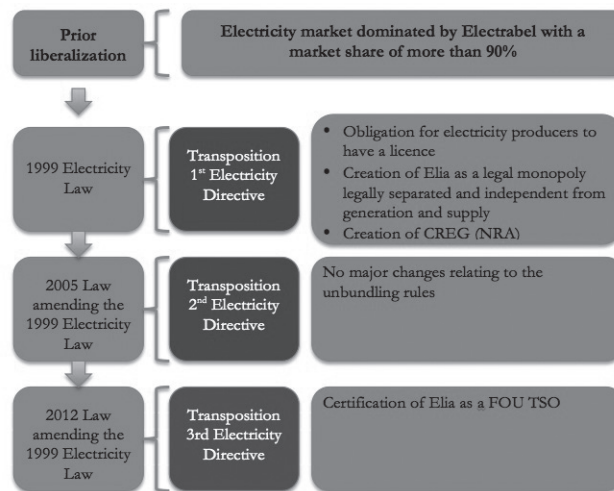 Prior
liberalization
Electricity market dominated by Electrabel with a
market share of more than 90%
1999 Electricity
Law
Transposition
1st Electricity
Directive
• Obligation for electricity producers to
have a licence
• Creation of Elia as a legal monopoly
legally separated and independent from
generation and supply
• Creation of CREG (NRA)
2005 Law
amending the
1999 Electricity
Law
Transposition
2nd Electricity
Directive
No major changes relating to the
unbundling rules
2012 Law
amending the
1999 Electricity
Law
Transposition
3rd Electricity
Directive
Certification of Elia as a FOU TSO